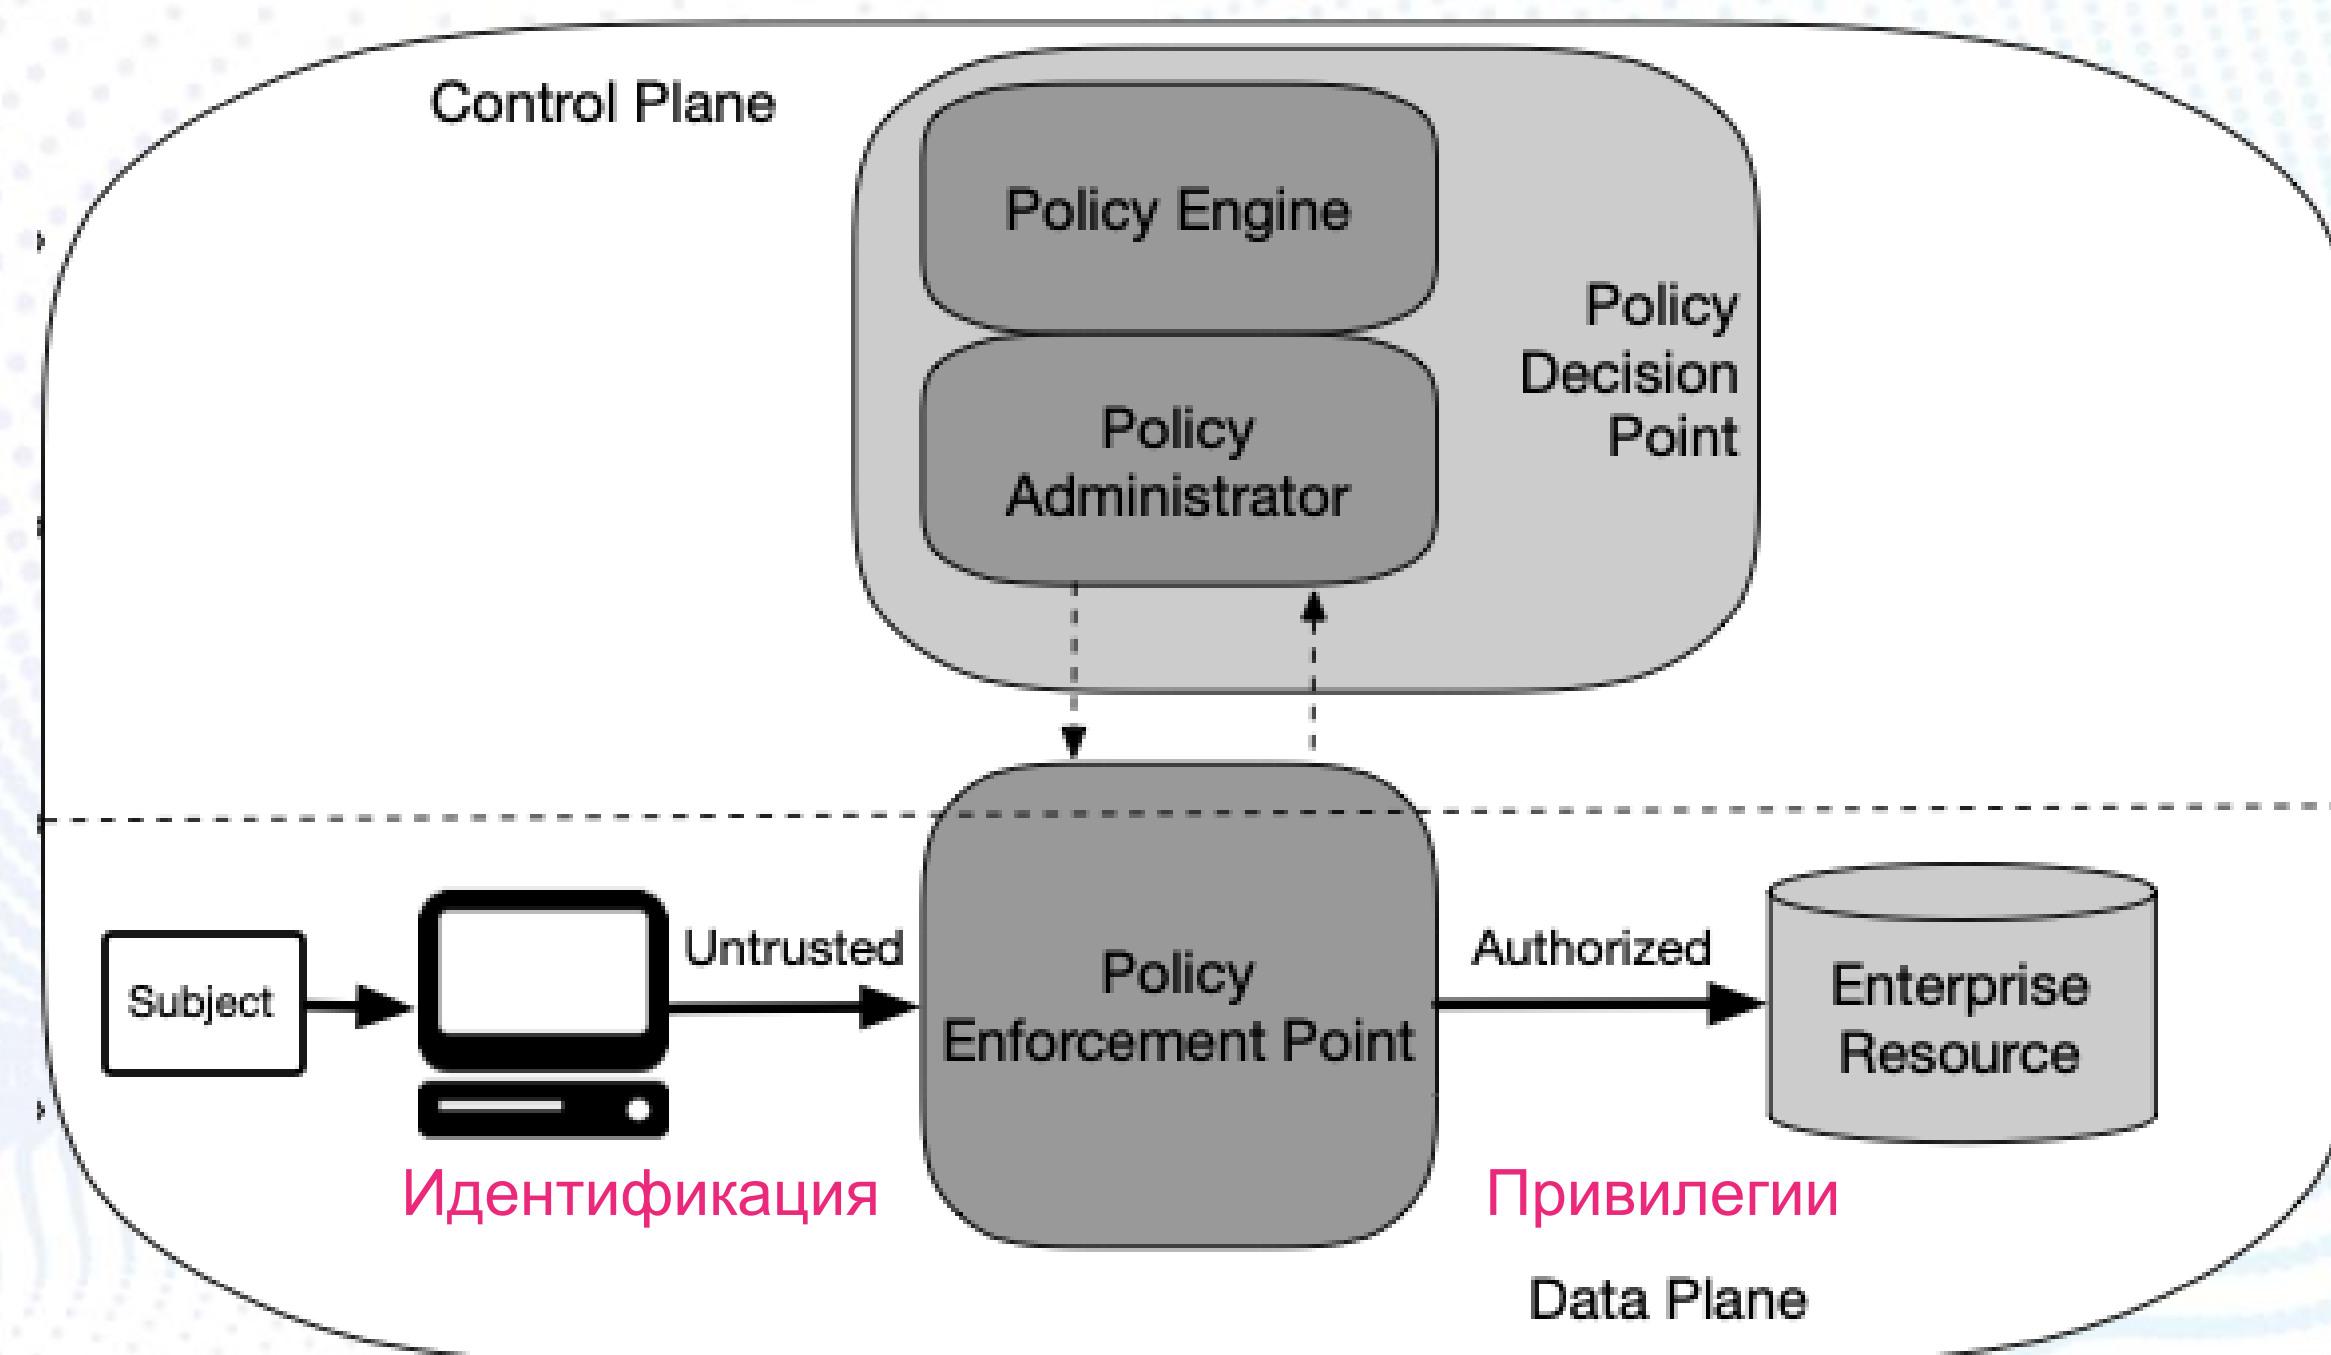 Control Plane
Policy Engine
Policy
Decision
Point
Policy
Administrator
Subject
Untrusted
Policy
Enforcement Point
Authorized
Enterprise
Resource
Идентификация
Привилегии
Data Plane